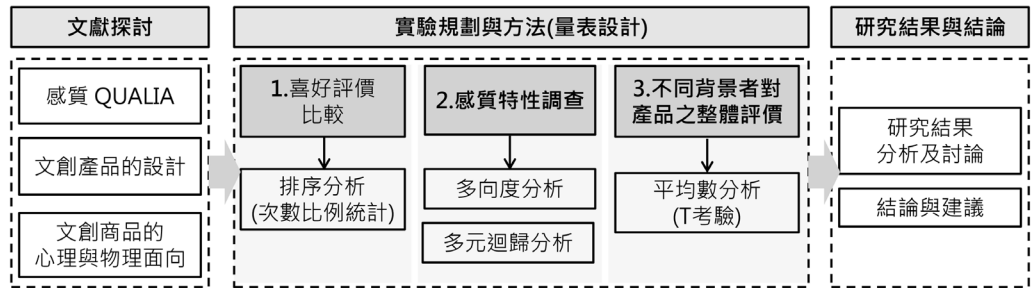 文獻探討
感質 QUALIA
文創產品的設計
文創商品的
心理與物理面向
實驗規劃與方法(量表設計)
1.喜好評價
比較
排序分析
(次數比例統計)
2.感質特性調查
多向度分析
多元迴歸分析
3.不同背景者對
產品之整體評價
平均數分析
(T考驗)
研究結果與結論
研究結果
分析及討論
結論與建議